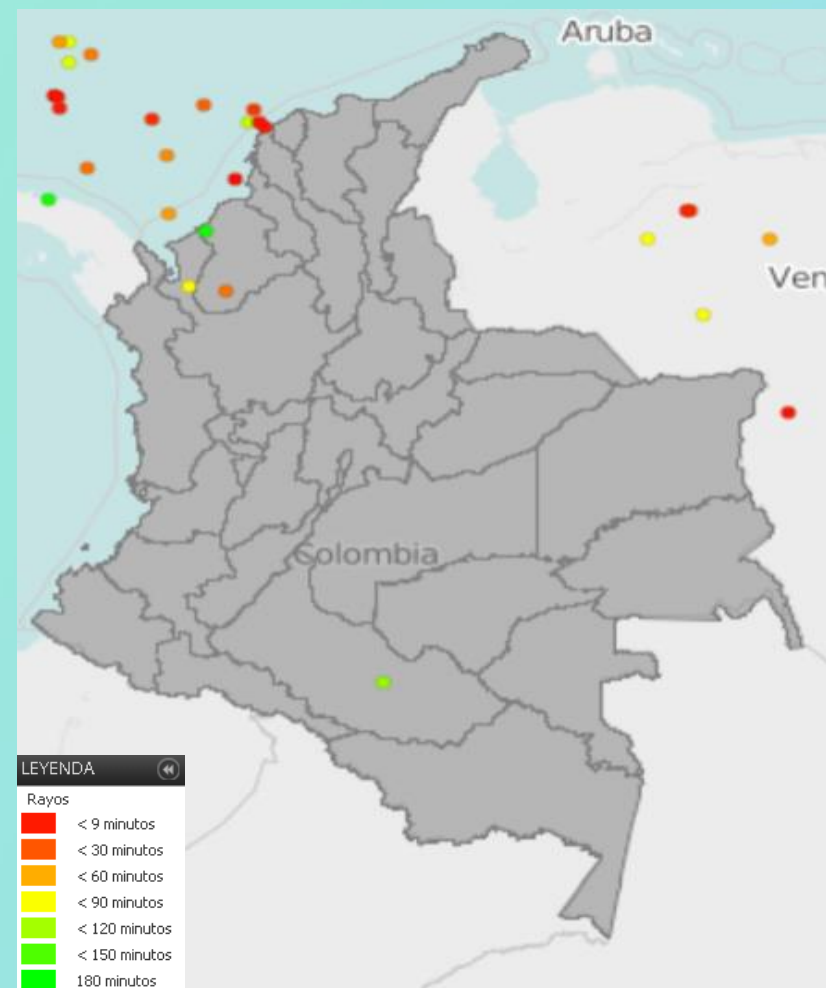 Aruba
Ven
Colombia
LEYENDA
Rayos
< 9 minutos
< 30 minutos
< 60 minutos
< 90 minutos
< 120 minutos
< 150 minutos
180 minutos